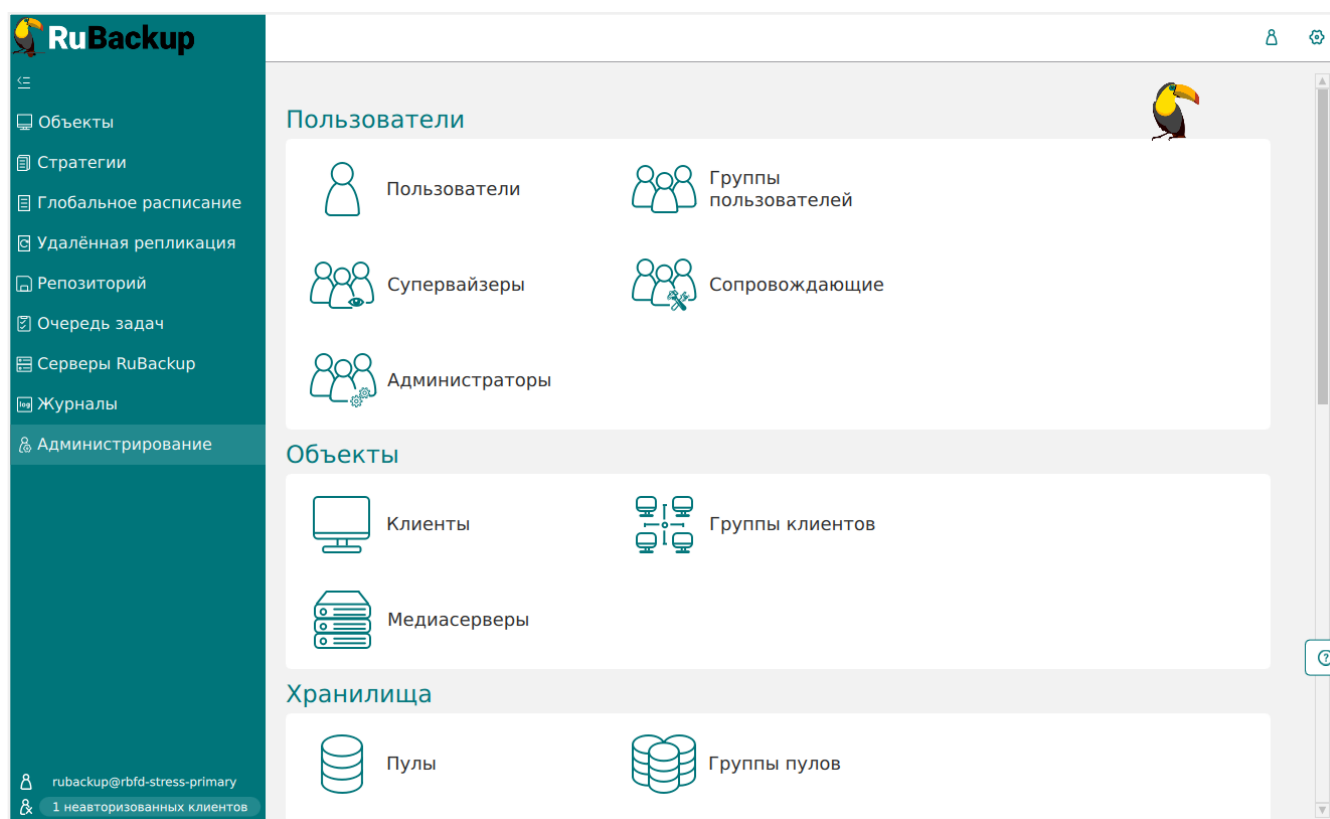 RuBackup
Объекты
Стратегии
Глобальное расписание
Удалённая репликация
Репозиторий
Очередь задач
Серверы RuBackup
log Журналы
Администрирование
rubackup@rbfd-stress-primary
1 неавторизованных клиентов
Пользователи
Пользователи
Группы
пользователей
Супервайзеры
Сопровождающие
Администраторы
Объекты
Клиенты
Группы клиентов
Медиасерверы
Хранилища
Пулы
Группы пулов
?